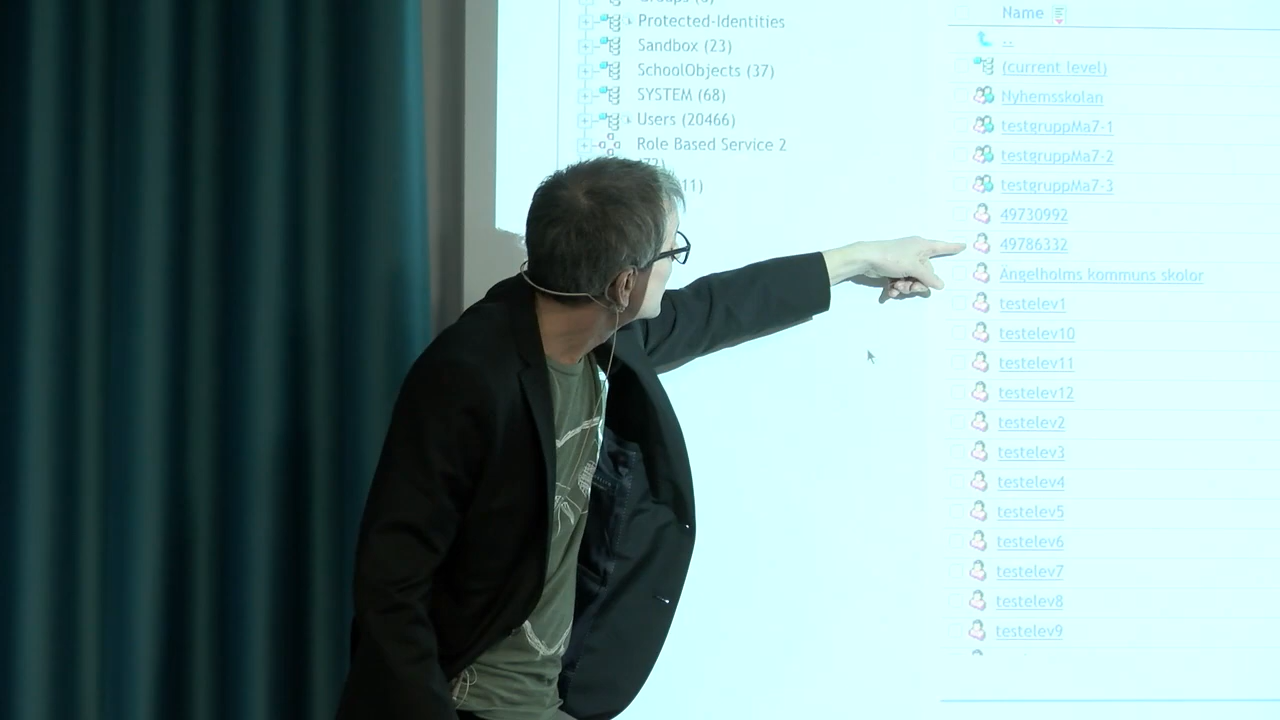 Protected-Identities
Sandbox (23)
SchoolObjects (37)
SYSTEM (68)
Users (20466)
Role Based Service 2
11)
Name
..
(current level)
Nyhemsskolan
testgruppMa7-1
testgruppMa7-2
testgruppMa7-3
49730992
49786332
Ängelholms kommuns skolor
testelev1
testelev10
testelev11
testelev12
testelev2
testelev3
testelev4
testelev5
testelev6
testelev7
testelev8
testelev9